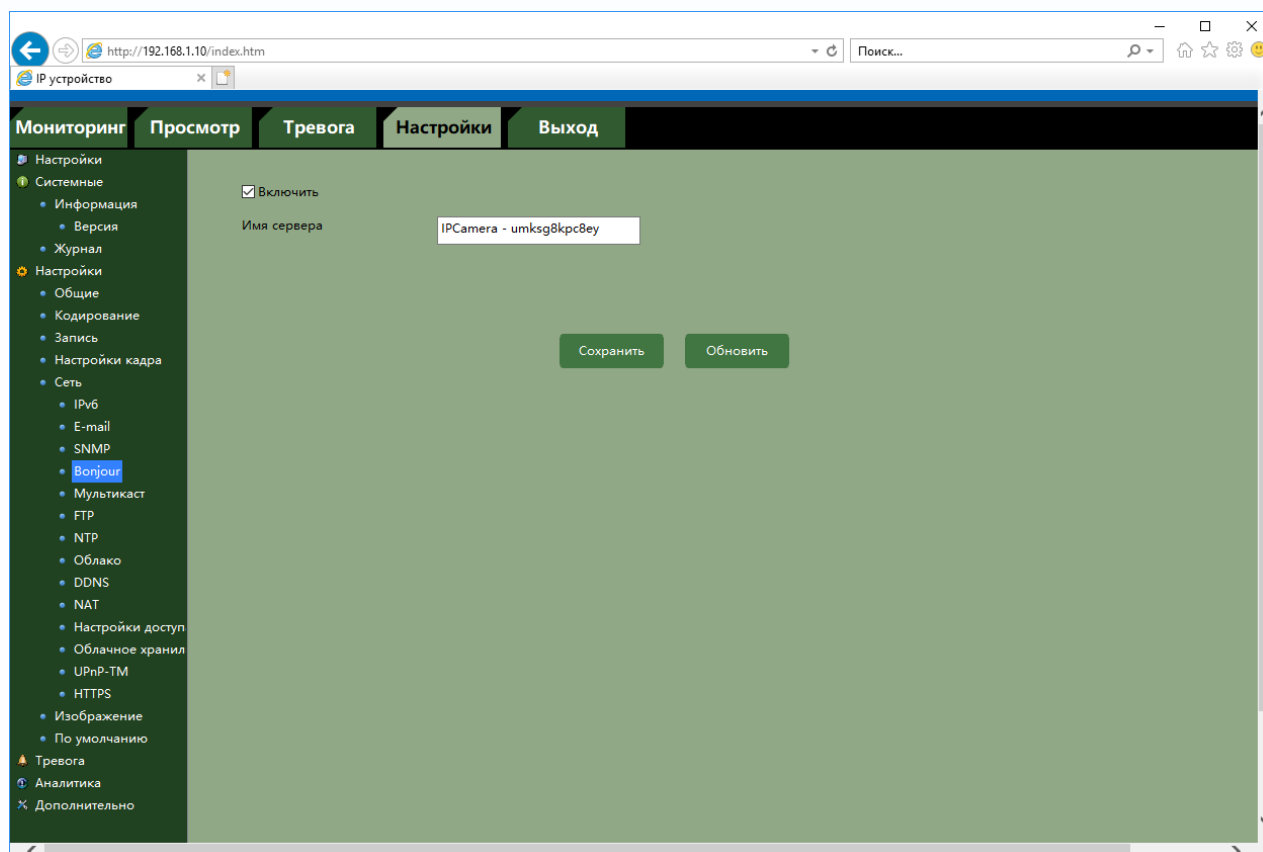 http://192.168.1.10/index.htm
Поиск...
IP устройство
Мониторинг Просмотр Тревога Настройки Выход
Настройки
Системные
Информация
Версия
Журнал
Настройки
Общие
Кодирование
Запись
Настройки кадра
Сеть
IPv6
E-mail
SNMP
Bonjour
Мультикаст
FTP
NTP
Облако
DDNS
NAT
Настройки доступ
Облачное хранил
UPnP-TM
HTTPS
Изображение
По умолчанию
Тревога
Аналитика
Дополнительно
Включить
Имя сервера IPCamera - umksg8kpc8ey
Сохранить Обновить